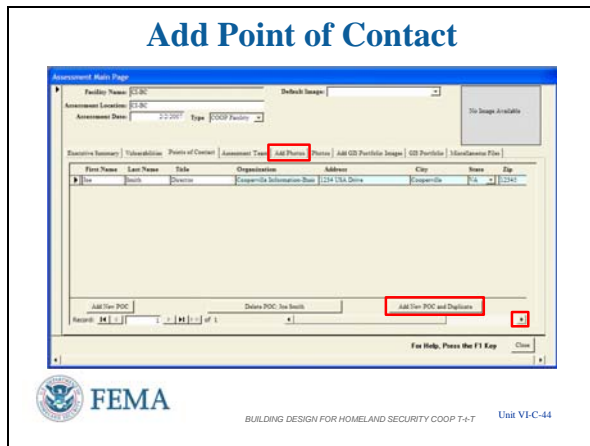 Add Point of Contact
Assessment Main Page
Facility Name: CI-BC Default Image: No Image Available
Assessment Location: CI-BC
Assessment Date: 2/2/2007 Type COOP Facility
Executive Summary Vulnerabilities Points of Contact Assessment Team Add Photos Photos Add GIS Portfolio Images GIS Portfolio Miscellaneous Files
First Name Last Name Title Organization Address City State Zip
Joe Smith Director Cooperville Information-Busi 1234 USA Drive Cooperville VA 12345
Add New POC Delete POC: Joe Smith Add New POC and Duplicate
Record: 1 of 1
For Help, Press the F1 Key Close
FEMA
BUILDING DESIGN FOR HOMELAND SECURITY COOP T-t-T Unit VI-C-44